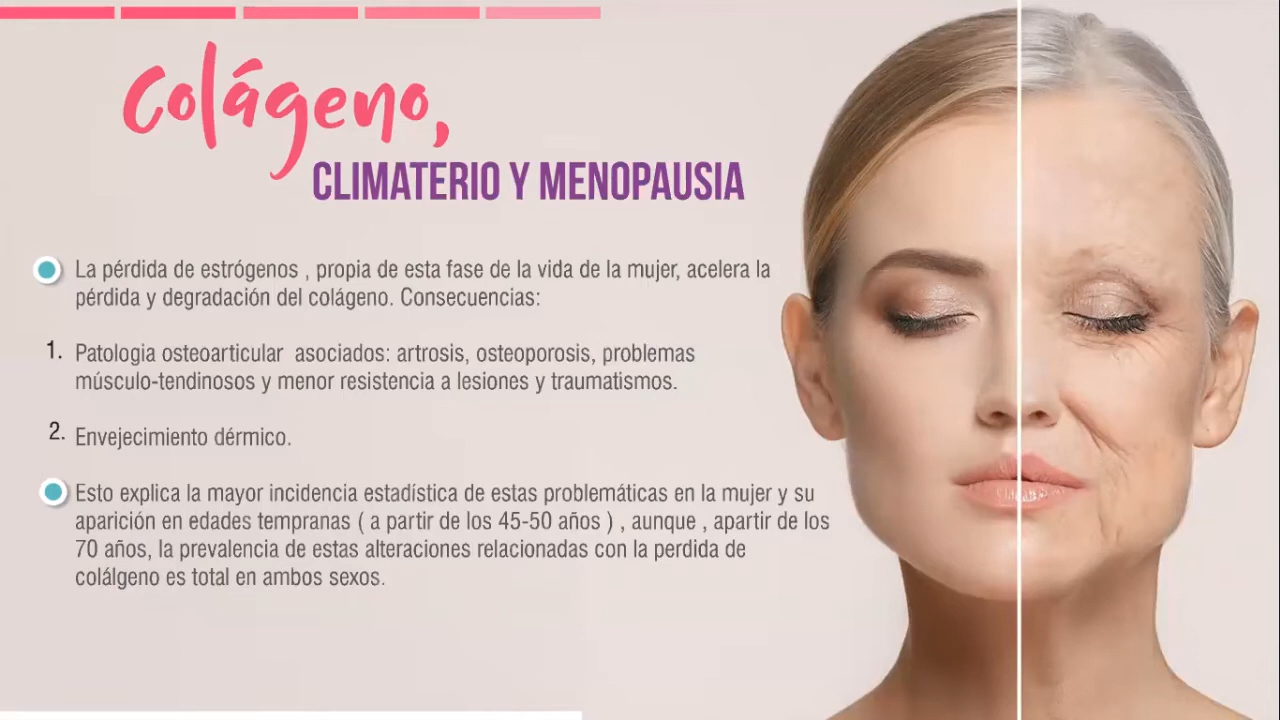 Colágeno,
CLIMATERIO Y MENOPAUSIA
La pérdida de estrógenos , propia de esta fase de la vida de la mujer, acelera la
pérdida y degradación del colágeno. Consecuencias:
1. Patologia osteoarticular asociados: artrosis, osteoporosis, problemas
músculo-tendinosos y menor resistencia a lesiones y traumatismos.
2. Envejecimiento dérmico.
Esto explica la mayor incidencia estadística de estas problemáticas en la mujer y su
aparición en edades tempranas ( a partir de los 45-50 años ) , aunque , apartir de los
70 años, la prevalencia de estas alteraciones relacionadas con la perdida de
colálgeno es total en ambos sexos.